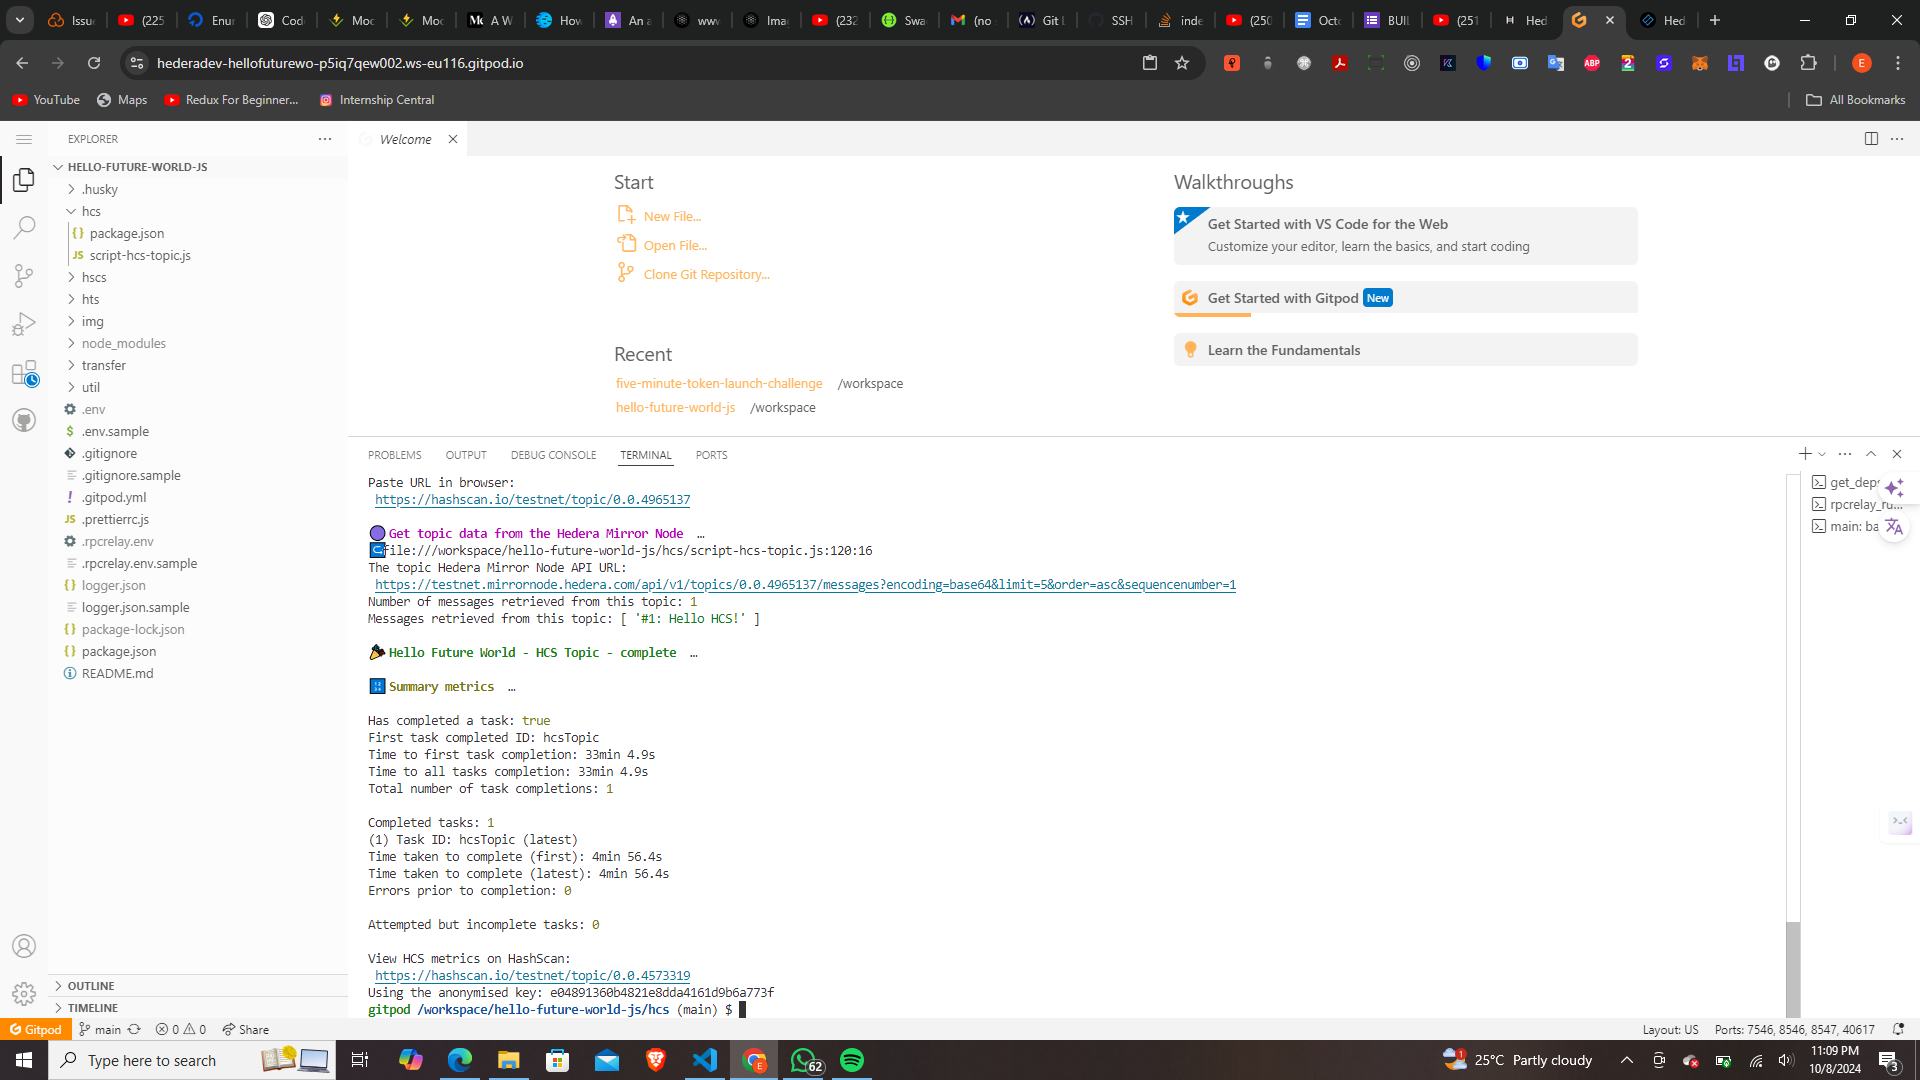 Issu
(225
Enur
Code
Moc
Moc
A W
How
An a
www
Imag
(232
Swa
(no s
Git l
SSH
inde
(250
Octo
BUIL
(251
Hed
Hed
hederadev-hellofuturewo-p5iq7qew002.ws-eu116.gitpod.io
YouTube
Maps
Redux For Beginner...
Internship Central
All Bookmarks
EXPLORER
HELLO-FUTURE-WORLD-JS
.husky
hcs
package.json
script-hcs-topic.js
hscs
hts
img
node_modules
transfer
util
.env
.env.sample
.gitignore
.gitignore.sample
.gitpod.yml
.prettierrc.js
.rpcrelay.env
.rpcrelay.env.sample
logger.json
logger.json.sample
package-lock.json
package.json
README.md
OUTLINE
TIMELINE
Welcome
Start
New File...
Open File...
Clone Git Repository...
Recent
five-minute-token-launch-challenge /workspace
hello-future-world-js /workspace
Walkthroughs
Get Started with VS Code for the Web
Customize your editor, learn the basics, and start coding
Get Started with Gitpod New
Learn the Fundamentals
PROBLEMS OUTPUT DEBUG CONSOLE TERMINAL PORTS
Paste URL in browser:
https://hashscan.io/testnet/topic/0.0.4965137
Get topic data from the Hedera Mirror Node …
file:///workspace/hello-future-world-js/hcs/script-hcs-topic.js:120:16
The topic Hedera Mirror Node API URL:
https://testnet.mirrornode.hedera.com/api/v1/topics/0.0.4965137/messages?encoding=base64&limit=5&order=asc&sequencenumber=1
Number of messages retrieved from this topic: 1
Messages retrieved from this topic: [ '#1: Hello HCS!' ]
Hello Future World - HCS Topic - complete …
Summary metrics …
Has completed a task: true
First task completed ID: hcsTopic
Time to first task completion: 33min 4.9s
Time to all tasks completion: 33min 4.9s
Total number of task completions: 1
Completed tasks: 1
(1) Task ID: hcsTopic (latest)
Time taken to complete (first): 4min 56.4s
Time taken to complete (latest): 4min 56.4s
Errors prior to completion: 0
Attempted but incomplete tasks: 0
View HCS metrics on HashScan:
https://hashscan.io/testnet/topic/0.0.4573319
Using the anonymised key: e04891360b4821e8dda4161d9b6a773f
gitpod /workspace/hello-future-world-js/hcs (main) $
get_deps
rpcrelay_ru...
main: ba
Gitpod main 0 0 Share
Layout: US Ports: 7546, 8546, 8547, 40617
Type here to search
62
25°C Partly cloudy
11:09 PM
10/8/2024
3